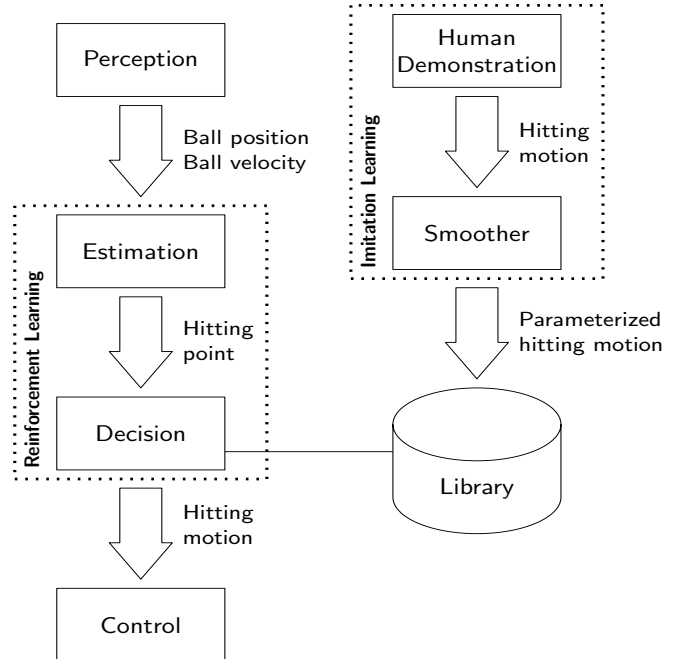 Perception
Ball position
Ball velocity
Reinforcement Learning
Estimation
Hitting
point
Decision
Hitting
motion
Control
Human
Demonstration
Imitation Learning
Hitting
motion
Smoother
Parameterized
hitting motion
Library